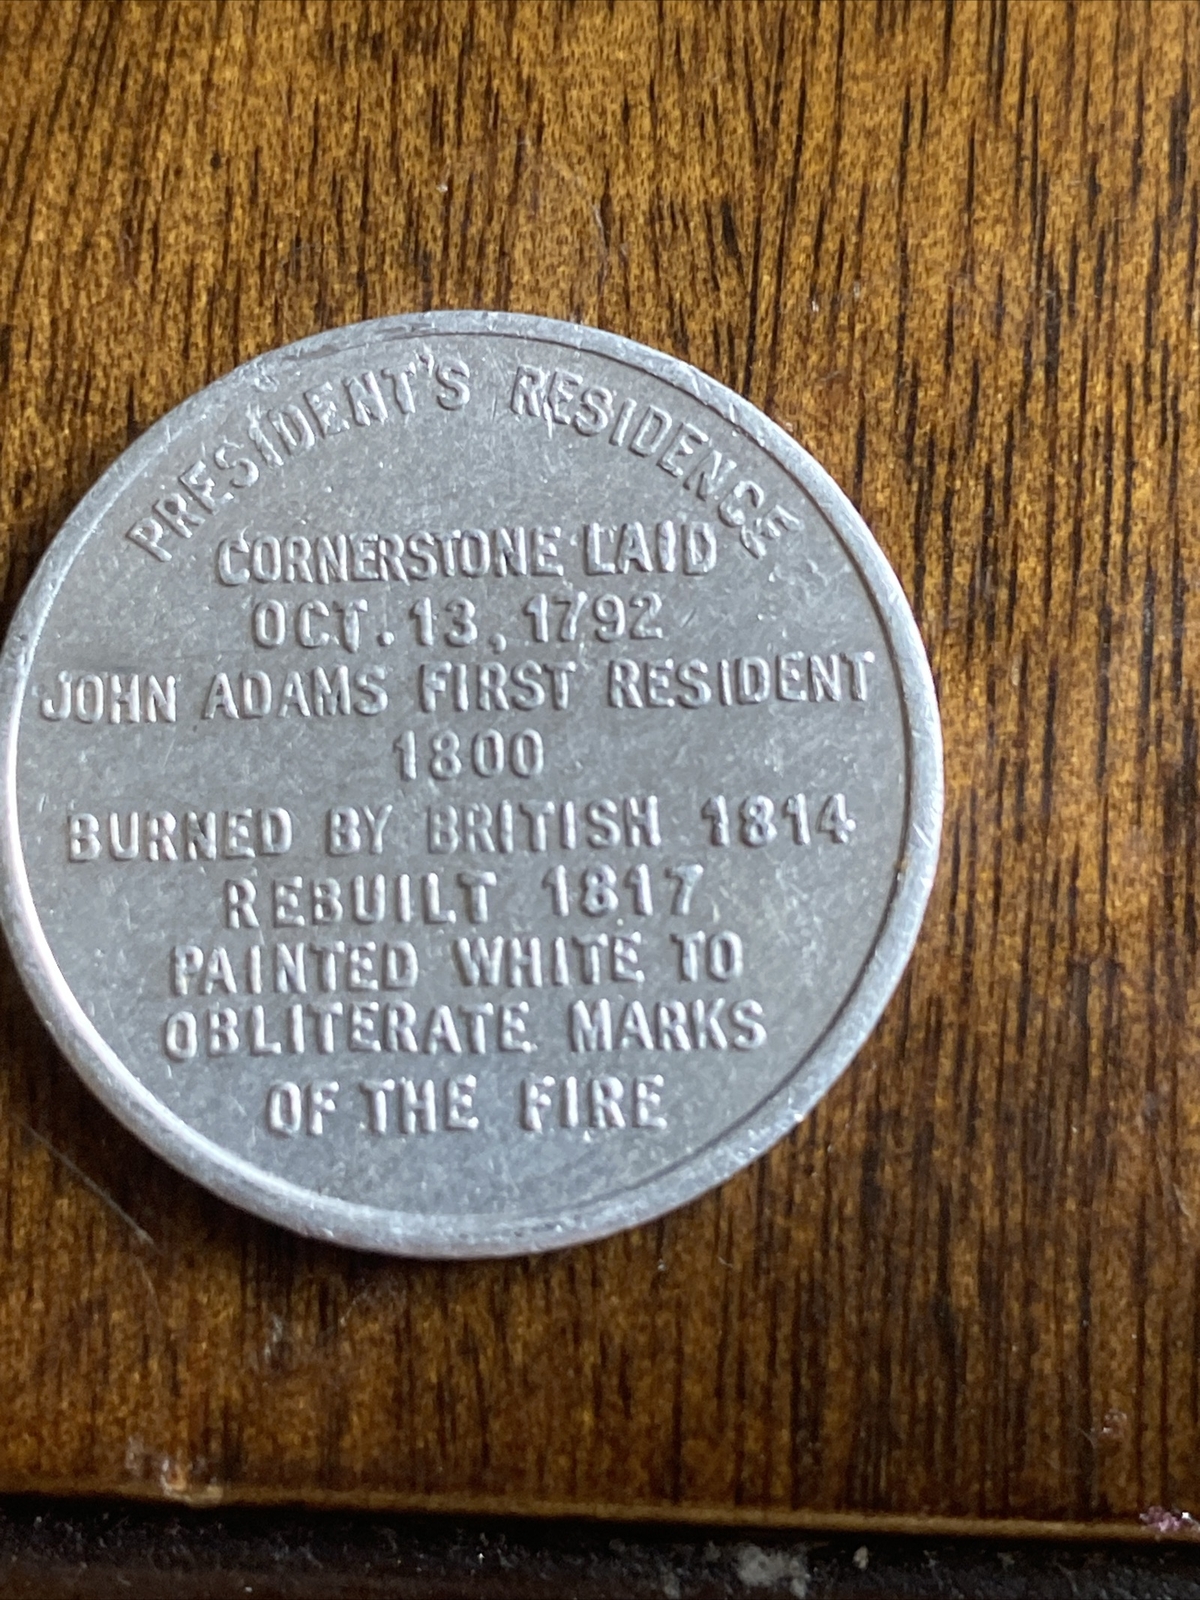 PRESIDENT'S RESIDENCE
CORNERSTONE LAID
OCT. 13, 1792
JOHN ADAMS FIRST RESIDENT
1800
BURNED BY BRITISH 1814
REBUILT 1817
PAINTED WHITE TO
OBLITERATE MARKS
OF THE FIRE